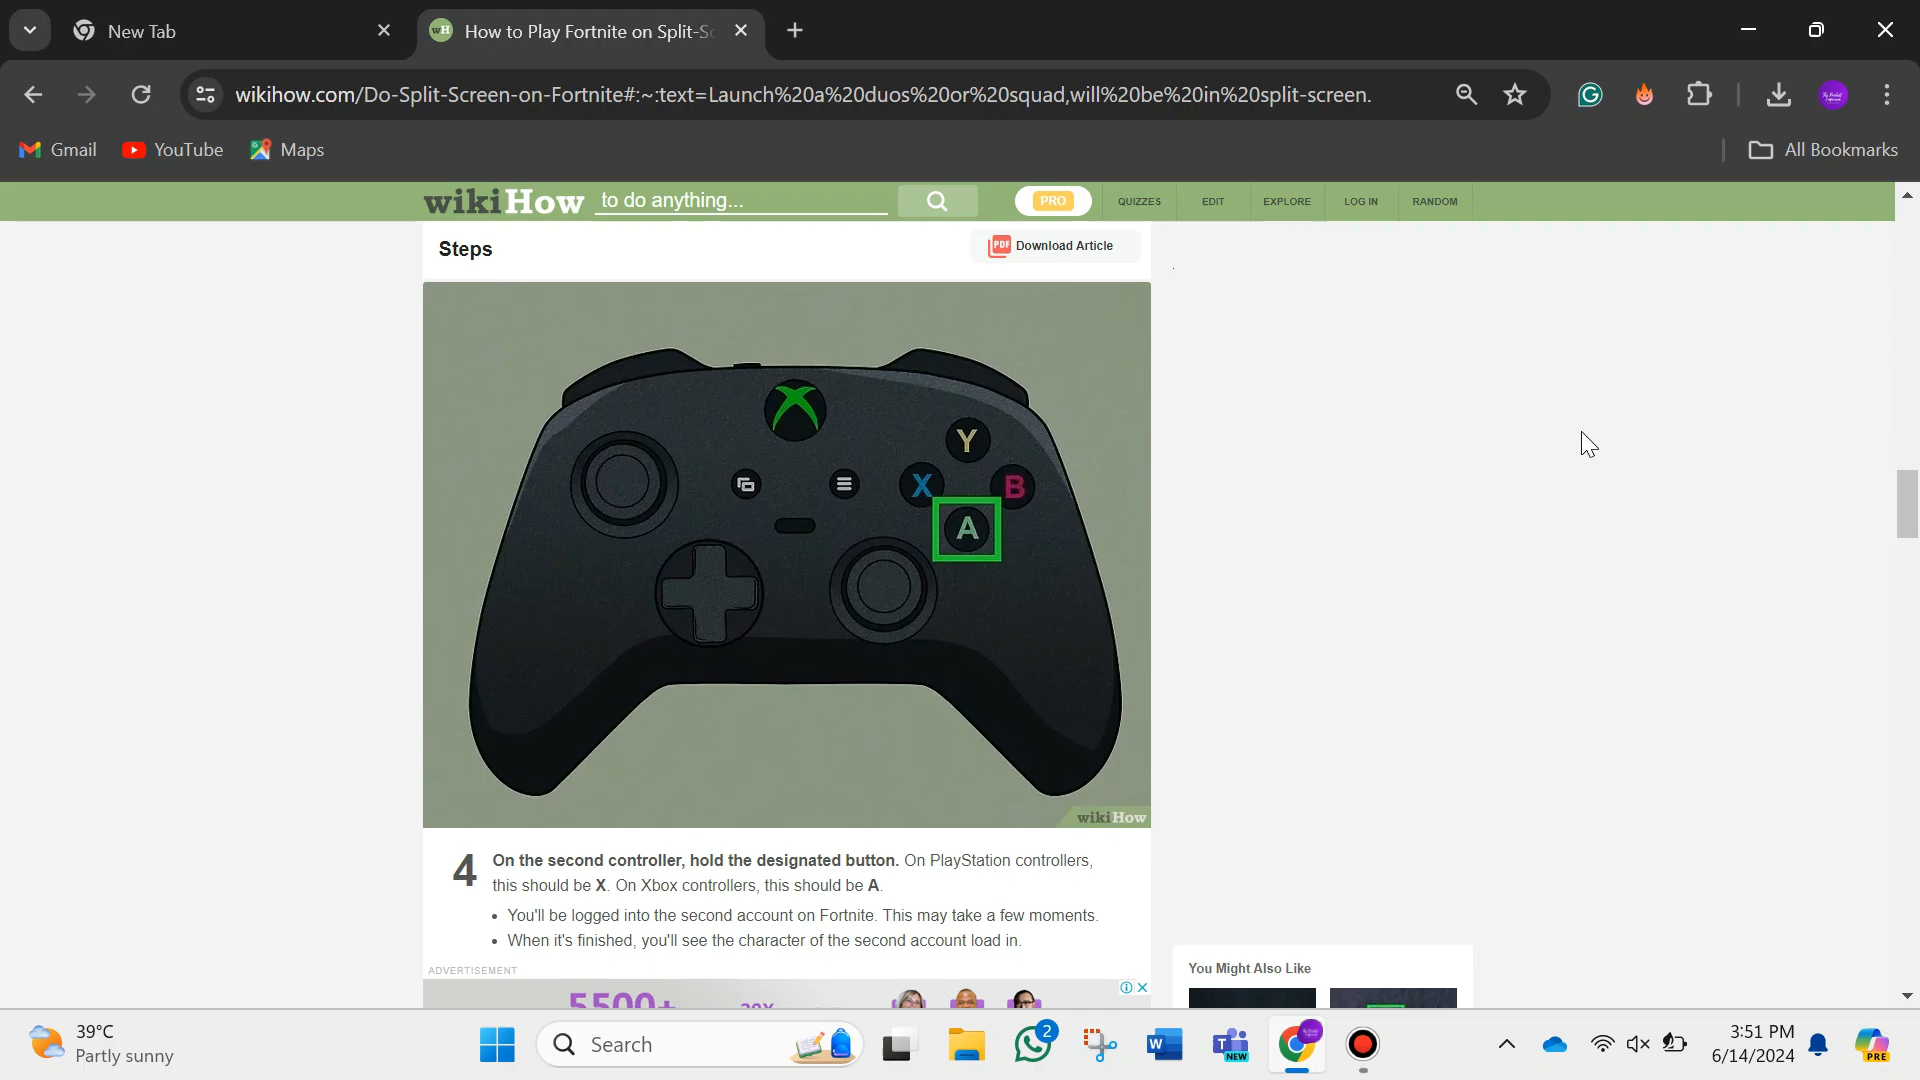 New Tab
How to Play Fortnite on Split-Sc
wikihow.com/Do-Split-Screen-on-Fortnite#:~:text=Launch%20a%20duos%20or%20squad,will%20be%20in%20split-screen.
Gmail
YouTube
Maps
All Bookmarks
wikiHow
to do anything...
PRO
QUIZZES
EDIT
EXPLORE
LOG IN
RANDOM
Steps
PDF
Download Article
Y
X
B
A
wikiHow
4
On the second controller, hold the designated button. On PlayStation controllers,
this should be X. On Xbox controllers, this should be A.
• You'll be logged into the second account on Fortnite. This may take a few moments.
• When it's finished, you'll see the character of the second account load in.
ADVERTISEMENT
You Might Also Like
39°C
Partly sunny
Search
2
NEW
3:51 PM
6/14/2024
PRE